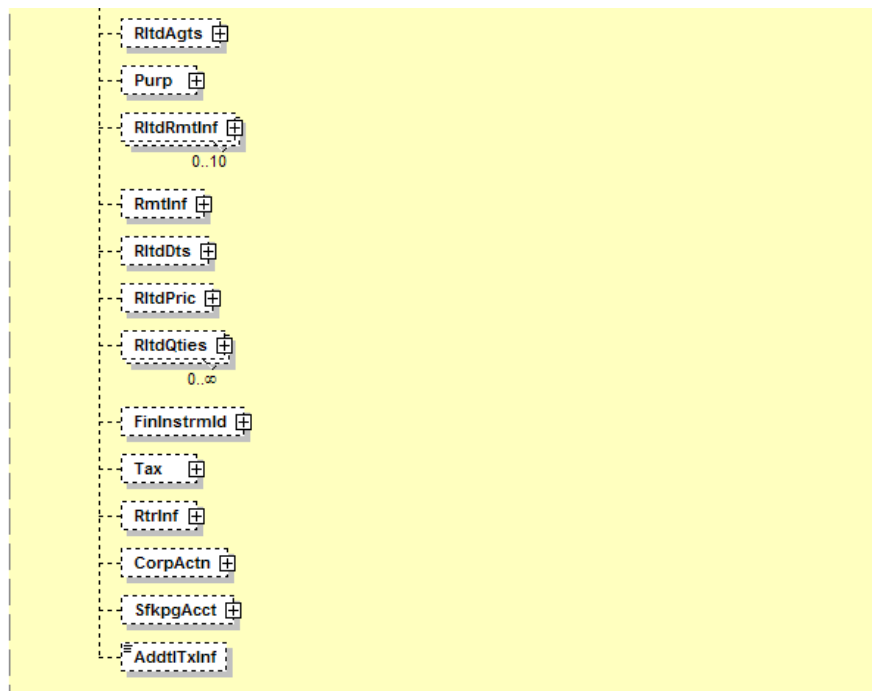 RltdAgts
Purp
RltdRmtInf
0..10
RmtInf
RltdDts
RltdPric
RltdQties
0..∞
FinInstrmId
Tax
RtrInf
CorpActn
SfkpgAcct
AddtlTxInf